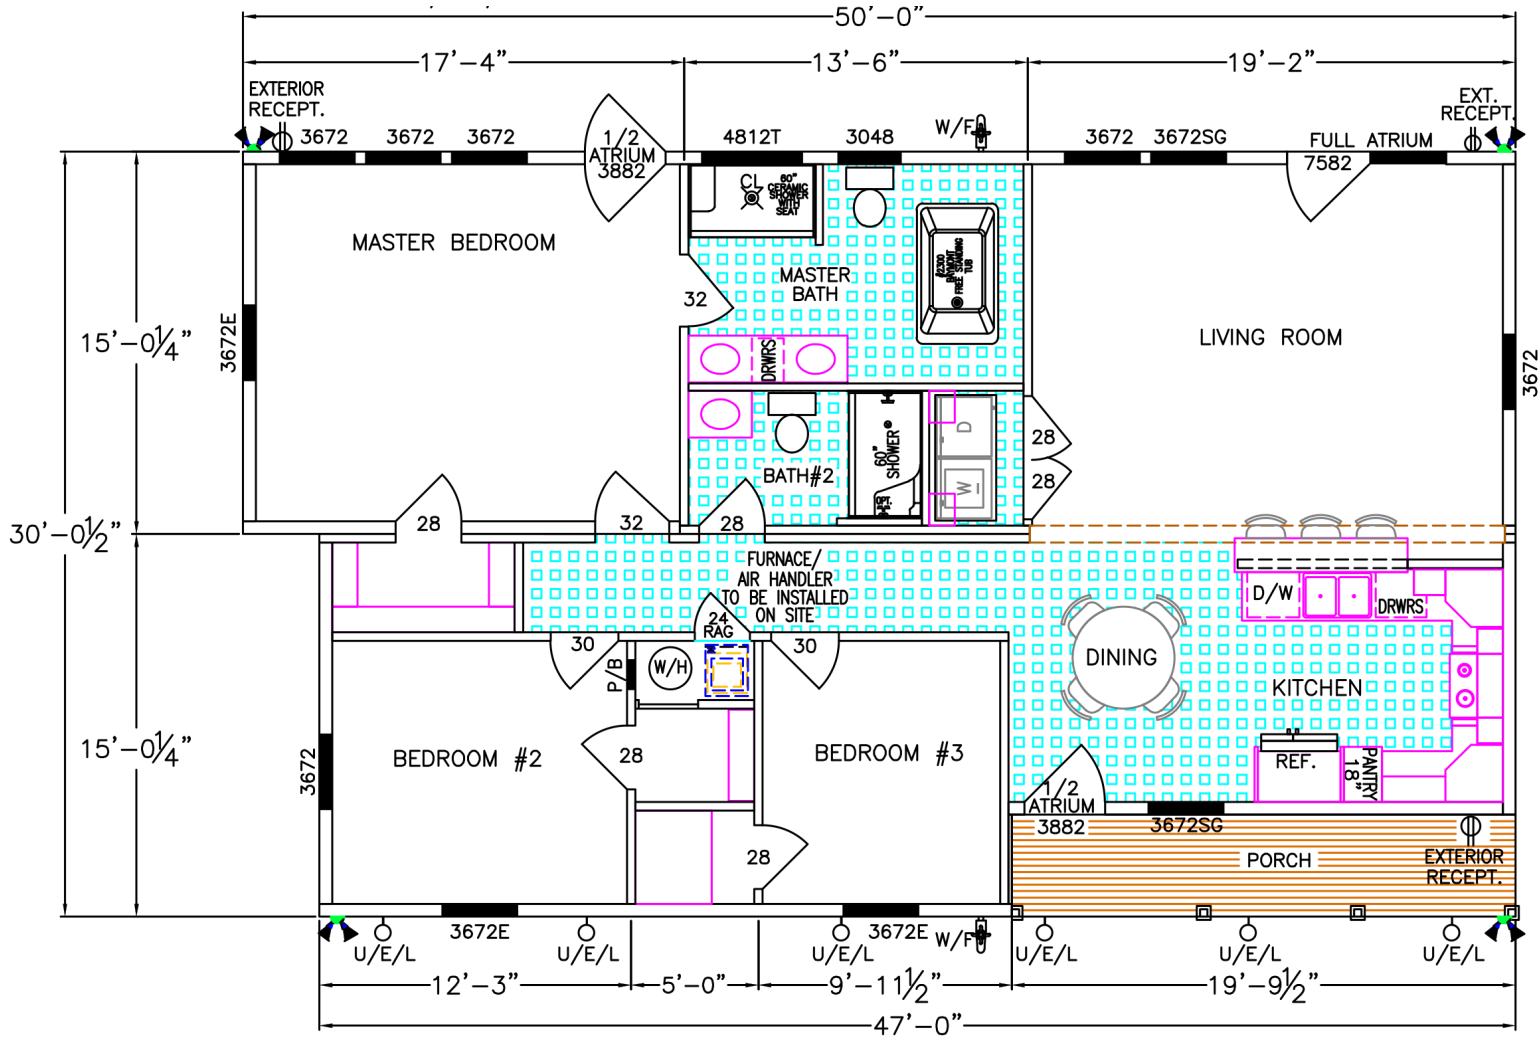 50'-0"
17'-4"
13'-6"
19'-2"
EXTERIOR
RECEPT.
3672
3672
3672
1/2
ATRIUM
3882
4812T
3048
W/F
3672
3672SG
FULL ATRIUM
7582
EXT.
RECEPT.
CL
60"
CERAMIC
SHOWER
WITH
SEAT
MASTER BEDROOM
MASTER
BATH
32
FREE STANDING
TUB
LIVING ROOM
15'-0¼"
3672E
3672
DRWRS
BATH#2
60"
SHOWER
OPT.
D
W
28
28
28
32
28
30'-0½"
FURNACE/
AIR HANDLER
TO BE INSTALLED
ON SITE
24
RAG
D/W
DRWRS
30
W/H
P/B
30
DINING
KITCHEN
15'-0¼"
3672
BEDROOM #2
28
BEDROOM #3
REF.
PANTRY
18"
1/2
ATRIUM
3882
3672SG
28
PORCH
EXTERIOR
RECEPT.
U/E/L
3672E
U/E/L
U/E/L
3672E
W/F
U/E/L
U/E/L
U/E/L
12'-3"
5'-0"
9'-11½"
19'-9½"
47'-0"